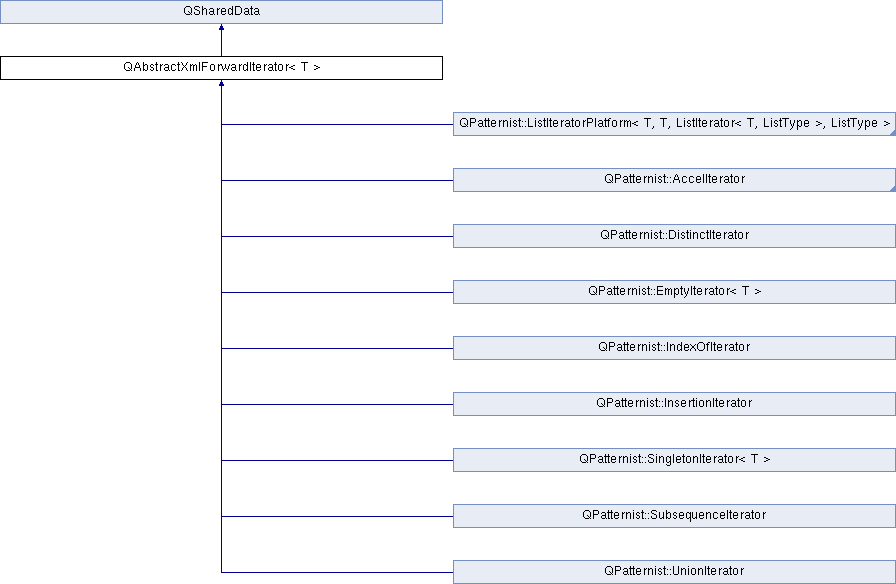 QSharedData
QAbstractXmlForwardIterator< T >
QPatternist::ListIteratorPlatform< T, T, ListIterator< T, ListType >, ListType >
QPatternist::AccelIterator
QPatternist::DistinctIterator
QPatternist::EmptyIterator< T >
QPatternist::IndexOfIterator
QPatternist::InsertionIterator
QPatternist::SingletonIterator< T >
QPatternist::SubsequenceIterator
QPatternist::UnionIterator